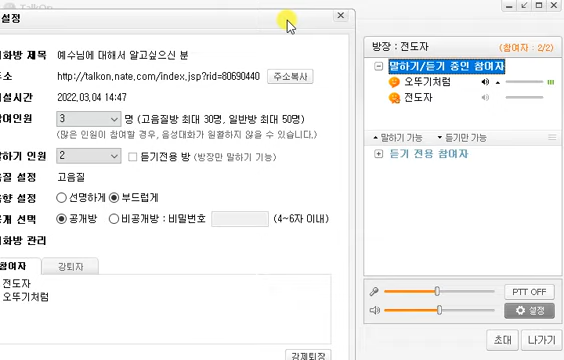 TalkOn
설정
화방 제목 예수님에 대해서 알고싶으신 분
주소 http://talkon.nate.com/index.jsp?rid=80690440 주소복사
설시간 2022.03.04 14:47
참여인원 3 명 (고음질방 최대 30명, 일반방 최대 50명)
(많은 인원이 참여할 경우, 음성대화가 원활하지 않을 수 있습니다.)
말하기 인원 2 듣기전용 방 (방장만 말하기 가능)
음질 설정 고음질
음향 설정 선명하게 부드럽게
공개 선택 공개방 비공개방 : 비밀번호 (4~6자 이내)
화방 관리
참여자 강퇴자
전도자
오뚜기처럼
강제퇴장
방장 : 전도자 (참여자 : 2/2)
말하기/듣기 중인 참여자
오뚜기처럼
전도자
말하기 가능 듣기만 가능
듣기 전용 참여자
PTT OFF
설정
초대 나가기